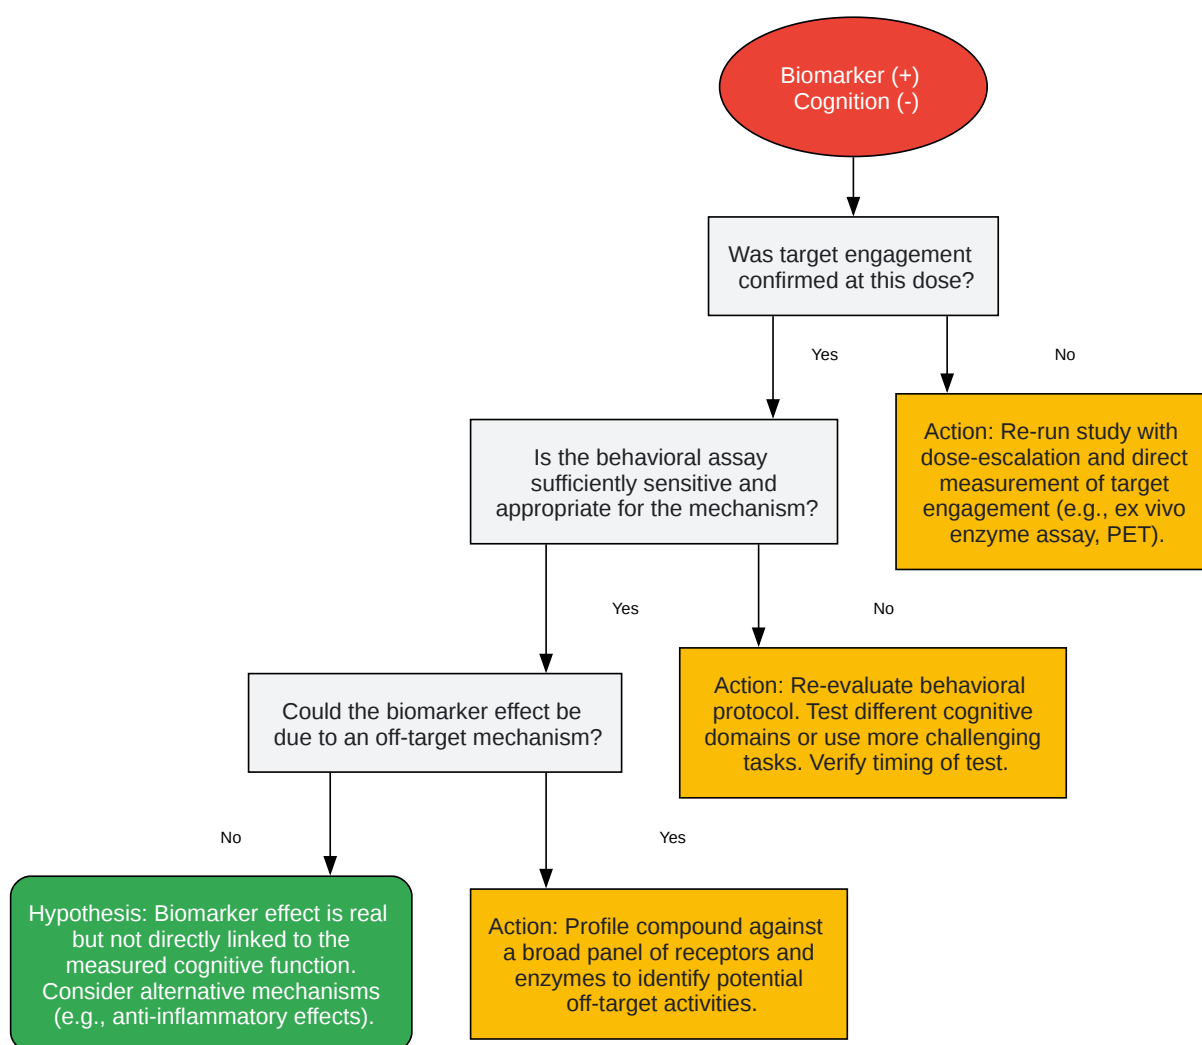 Biomarker (+)
Cognition (-)
Was target engagement
confirmed at this dose?
Yes
No
Action: Re-run study with
dose-escalation and direct
measurement of target
engagement (e.g., ex vivo
enzyme assay, PET).
Is the behavioral assay
sufficiently sensitive and
appropriate for the mechanism?
Yes
No
Action: Re-evaluate behavioral
protocol. Test different cognitive
domains or use more challenging
tasks. Verify timing of test.
Could the biomarker effect be
due to an off-target mechanism?
No
Yes
Hypothesis: Biomarker effect is real
but not directly linked to the
measured cognitive function.
Consider alternative mechanisms
(e.g., anti-inflammatory effects).
Action: Profile compound against
a broad panel of receptors and
enzymes to identify potential
off-target activities.